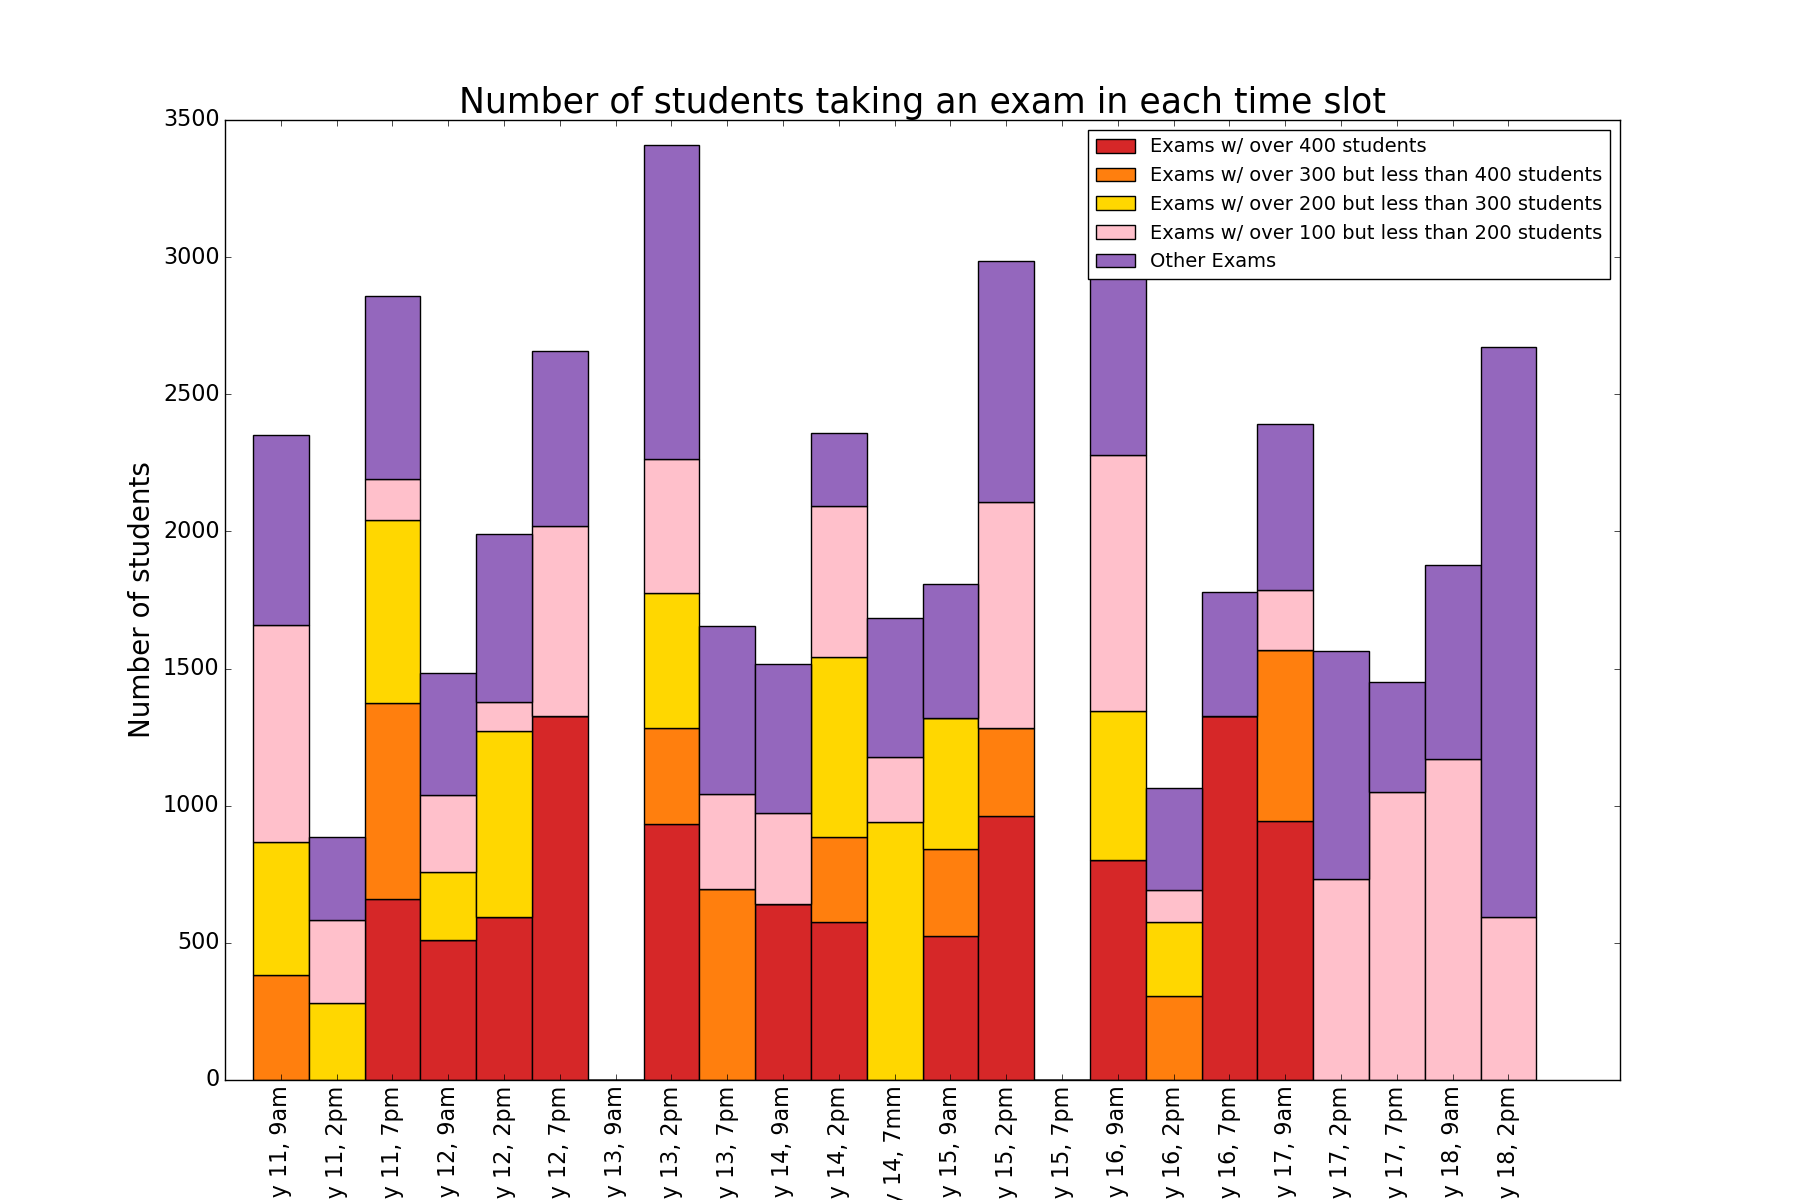 Number of students taking an exam in each time slot
Exams w/ over 400 students
Exams w/ over 300 but less than 400 students
Exams w/ over 200 but less than 300 students
Exams w/ over 100 but less than 200 students
Other Exams
Number of students
3500
3000
2500
2000
1500
1000
500
0
y 11, 9am
y 11, 2pm
y 11, 7pm
y 12, 9am
y 12, 2pm
y 12, 7pm
y 13, 9am
y 13, 2pm
y 13, 7pm
y 14, 9am
y 14, 2pm
y 14, 7mm
y 15, 9am
y 15, 2pm
y 15, 7pm
y 16, 9am
y 16, 2pm
y 16, 7pm
y 17, 9am
y 17, 2pm
y 17, 7pm
y 18, 9am
y 18, 2pm